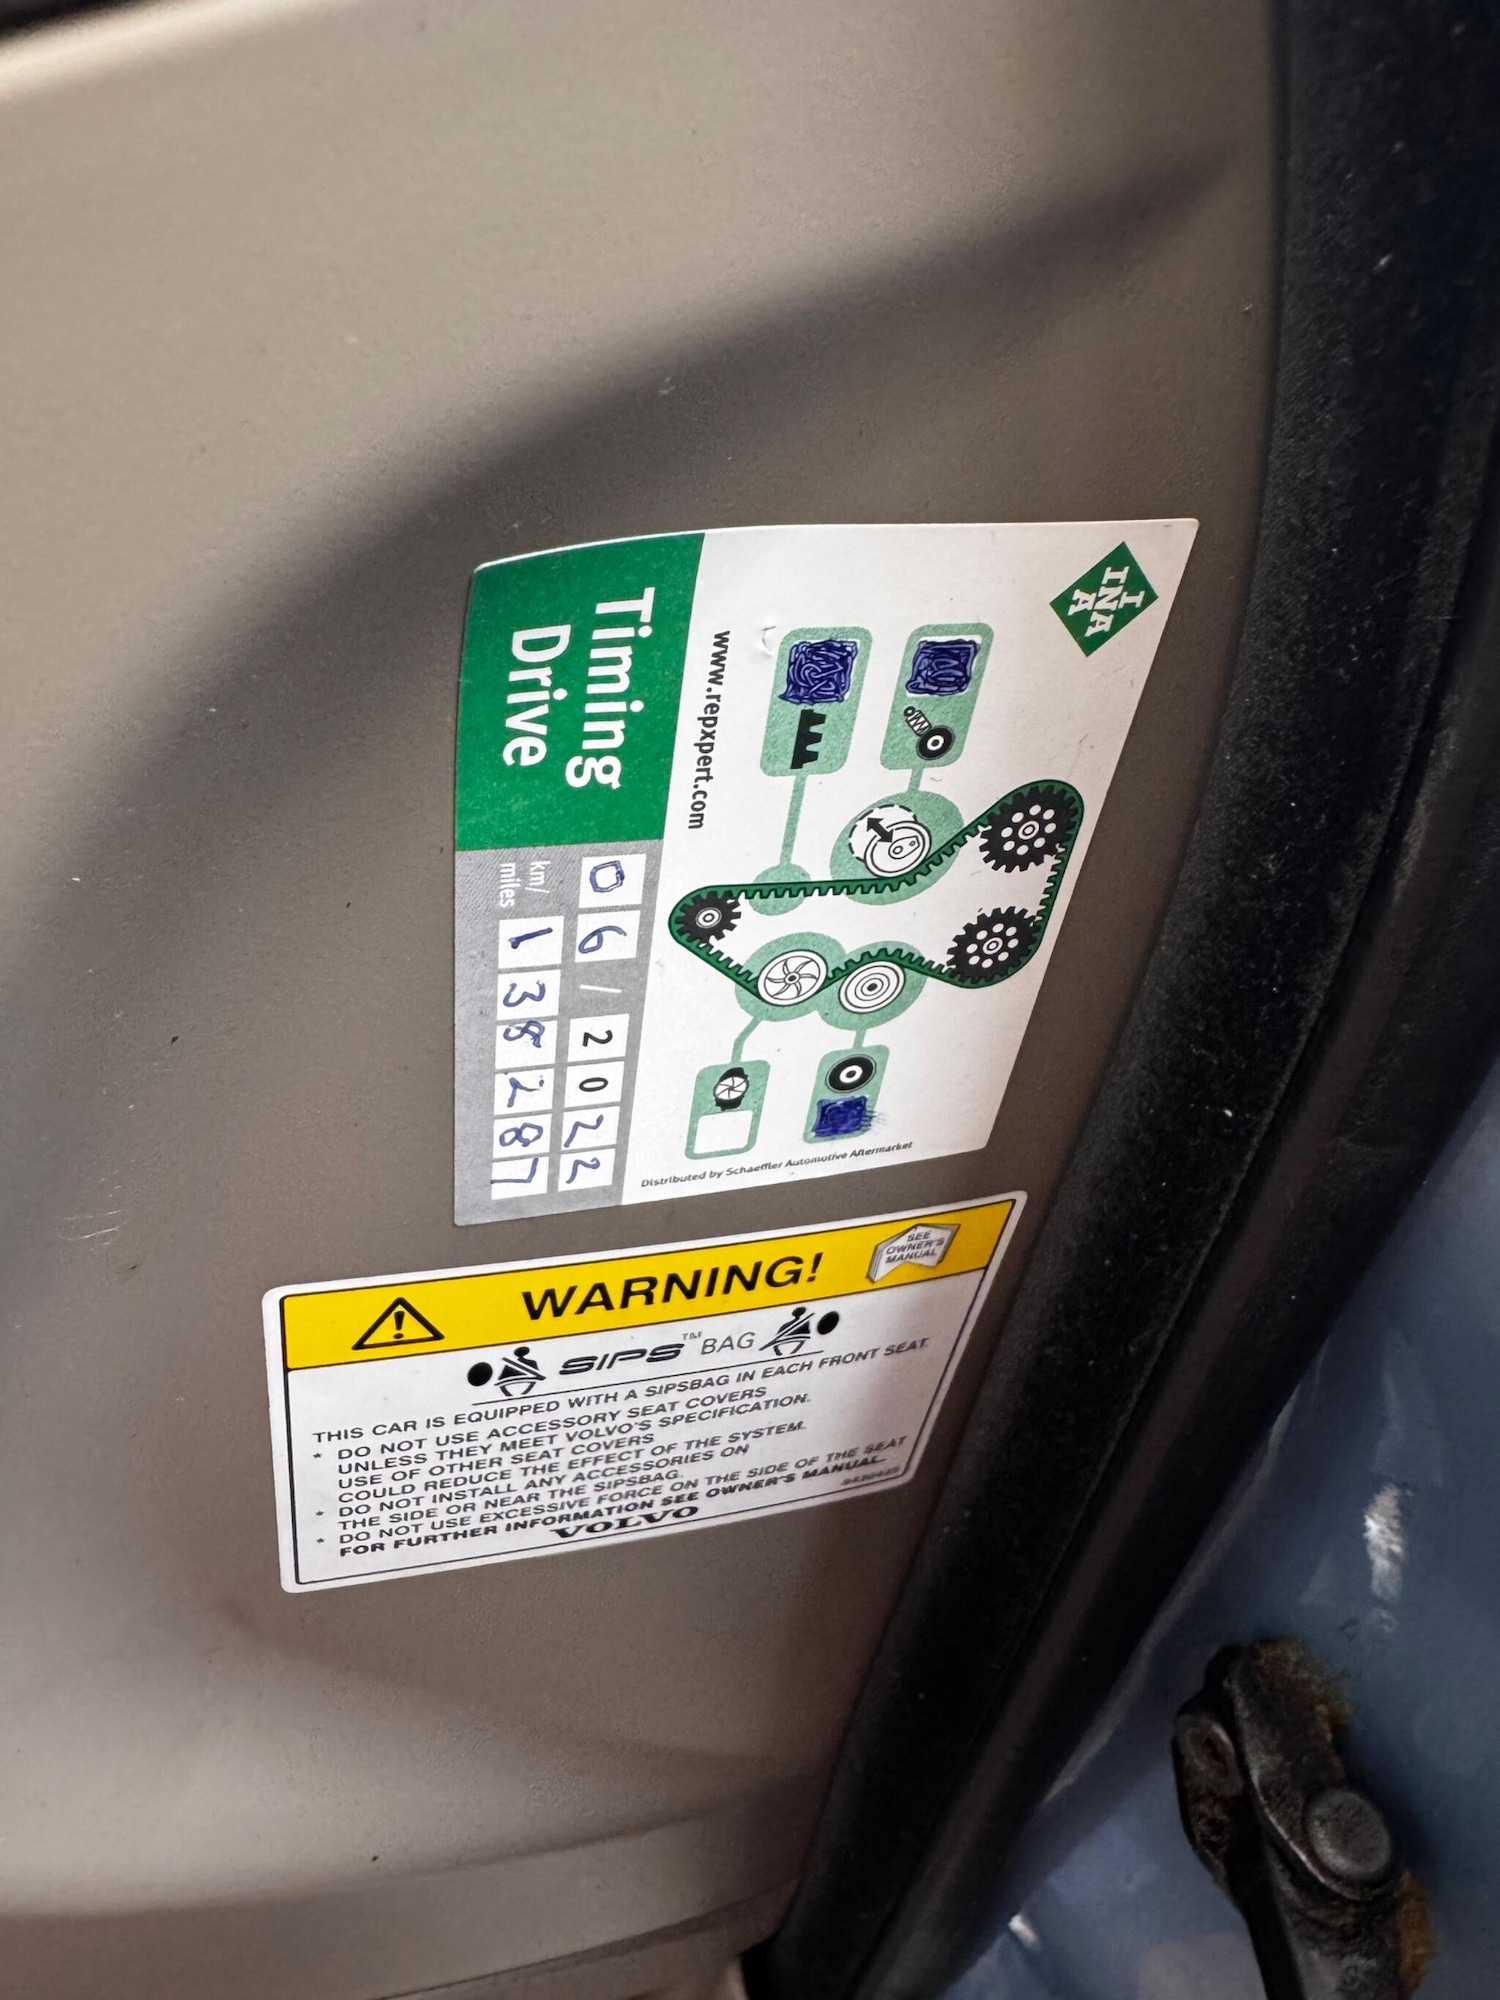 INA
Timing
Drive
www.repxpert.com
06/2022
km/
miles
138287
Distributed by Schaeffler Automotive Aftermarket
WARNING!
SEE
OWNER'S
MANUAL
SIPS™ BAG
THIS CAR IS EQUIPPED WITH A SIPSBAG IN EACH FRONT SEAT.
* DO NOT USE ACCESSORY SEAT COVERS
UNLESS THEY MEET VOLVO'S SPECIFICATION.
USE OF OTHER SEAT COVERS
COULD REDUCE THE EFFECT OF THE SYSTEM.
* DO NOT INSTALL ANY ACCESSORIES ON
THE SIDE OR NEAR THE SIPSBAG.
* DO NOT USE EXCESSIVE FORCE ON THE SIDE OF THE SEAT
FOR FURTHER INFORMATION SEE OWNER'S MANUAL.
VOLVO